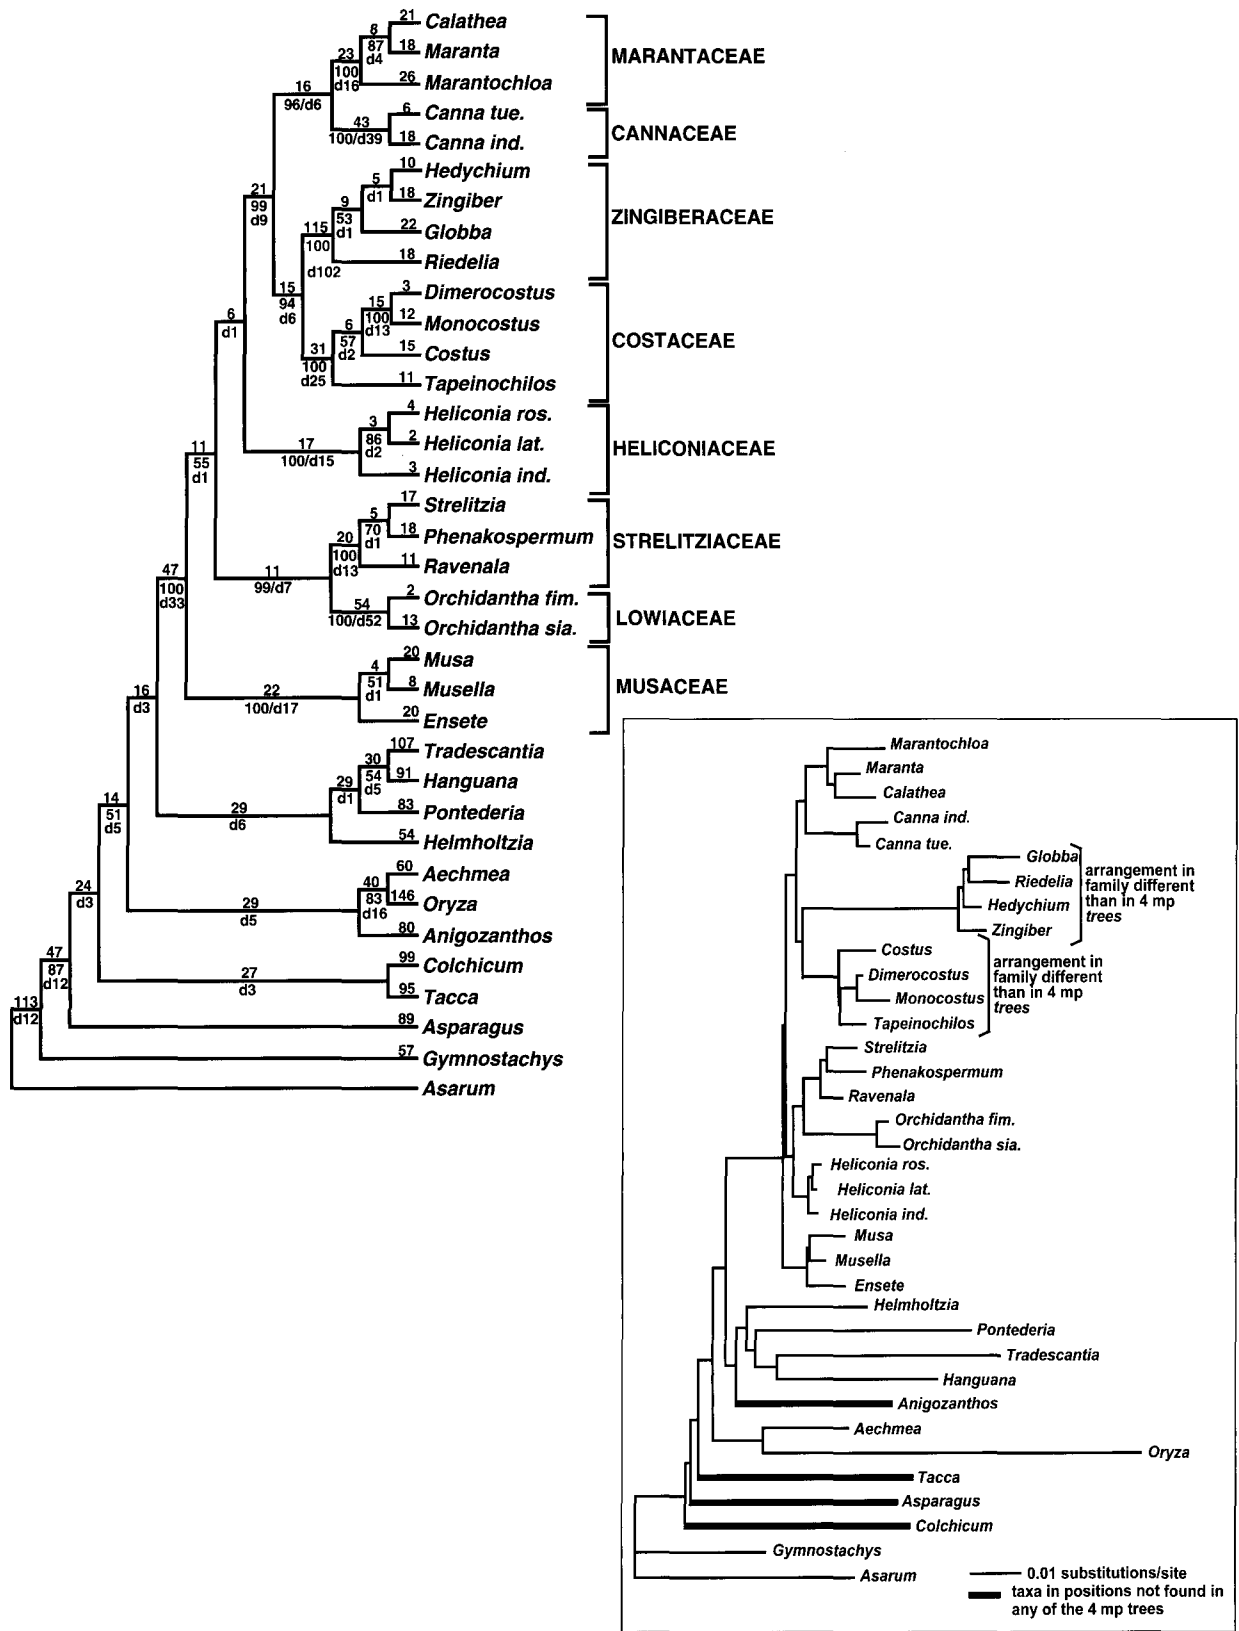 21 Calathea
6
87
d4
18 Maranta
23
100
d16
26 Marantochloa
MARANTACEAE
16
96/d6
6 Canna tue.
43
100/d39
18 Canna ind.
CANNACEAE
10 Hedychium
5
d1
18 Zingiber
21
99
d9
9
53
d1
ZINGIBERACEAE
22 Globba
115
100
d102
18 Riedelia
15
94
d6
3 Dimerocostus
15
100
d13
12 Monocostus
6
d1
6
57
d2
COSTACEAE
15 Costus
31
100
d25
11 Tapeinochilos
4 Heliconia ros.
3
86
d2
2 Heliconia lat.
17
100/d15
HELICONIACEAE
11
55
d1
3 Heliconia ind.
17 Strelitzia
5
70
d1
18 Phenakospermum
STRELITZIACEAE
20
100
d13
11 Ravenala
47
100
d33
11
99/d7
2 Orchidantha fim.
54
100/d52
LOWIACEAE
13 Orchidantha sia.
20 Musa
4
51
d1
8 Musella
MUSACEAE
16
d3
22
100/d17
20 Ensete
107 Tradescantia
30
54
d5
91 Hanguana
29
d1
83 Pontederia
14
51
d5
29
d6
54 Helmholtzia
60 Aechmea
40
83
d16
146 Oryza
24
d3
29
d5
80 Anigozanthos
47
87
d12
99 Colchicum
27
d3
95 Tacca
113
d12
89 Asparagus
57 Gymnostachys
Asarum
Marantochloa
Maranta
Calathea
Canna ind.
Canna tue.
Globba
Riedelia
Hedychium
Zingiber
arrangement in
family different
than in 4 mp
trees
Costus
Dimerocostus
Monocostus
Tapeinochilos
arrangement in
family different
than in 4 mp
trees
Strelitzia
Phenakospermum
Ravenala
Orchidantha fim.
Orchidantha sia.
Heliconia ros.
Heliconia lat.
Heliconia ind.
Musa
Musella
Ensete
Helmholtzia
Pontederia
Tradescantia
Hanguana
Anigozanthos
Aechmea
Oryza
Tacca
Asparagus
Colchicum
Gymnostachys
Asarum
0.01 substitutions/site
taxa in positions not found in
any of the 4 mp trees